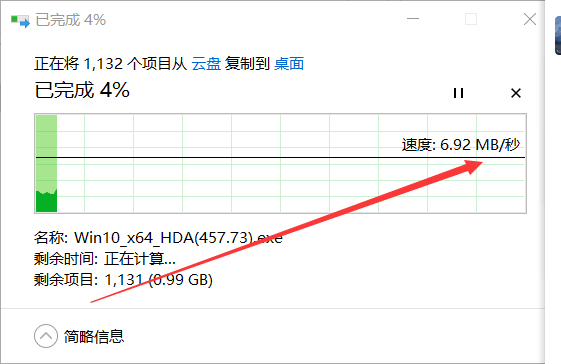 已完成 4%
正在将 1,132 个项目从 云盘 复制到 桌面
已完成 4%
速度: 6.92 MB/秒
名称: Win10_x64_HDA(457.73).exe
剩余时间: 正在计算...
剩余项目: 1,131 (0.99 GB)
简略信息